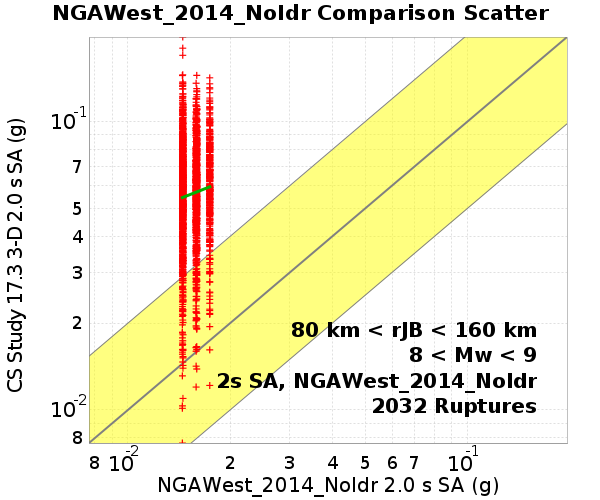 NGAWest_2014_NoIdr Comparison Scatter
CS Study 17.3 3-D 2.0 s SA (g)
10-1
7
5
4
3
2
10-2
8
80 km < rJB < 160 km
8 < Mw < 9
2s SA, NGAWest_2014_NoIdr
2032 Ruptures
8 10-2 2 3 4 5 6 7 10-1
NGAWest_2014_NoIdr 2.0 s SA (g)